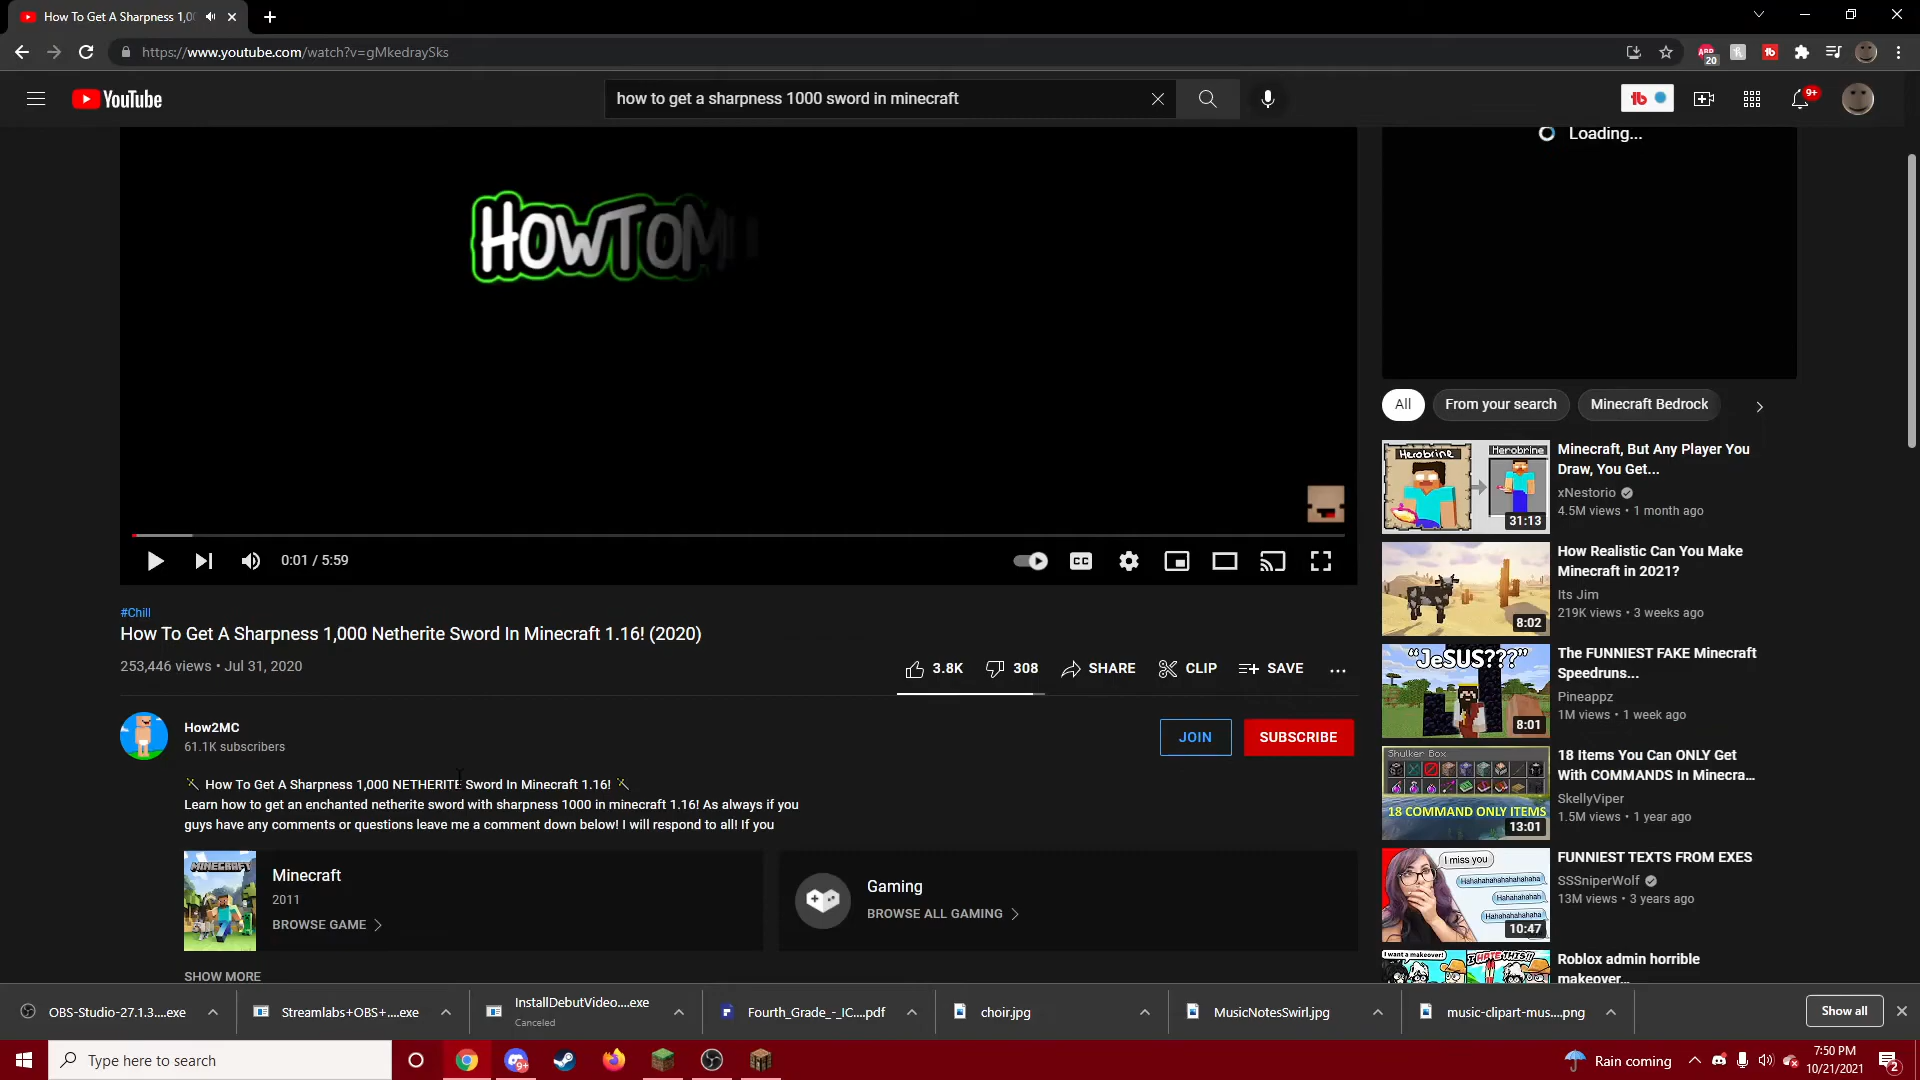 How To Get A Sharpness 1,00
https://www.youtube.com/watch?v=gMkedraySks
20
YouTube
how to get a sharpness 1000 sword in minecraft
9+
Loading...
HOWTOM
0:01 / 5:59
CC
#Chill
How To Get A Sharpness 1,000 Netherite Sword In Minecraft 1.16! (2020)
253,446 views • Jul 31, 2020
3.8K
308
SHARE
CLIP
SAVE
How2MC
61.1K subscribers
JOIN
SUBSCRIBE
How To Get A Sharpness 1,000 NETHERITE Sword In Minecraft 1.16!
Learn how to get an enchanted netherite sword with sharpness 1000 in minecraft 1.16! As always if you
guys have any comments or questions leave me a comment down below! I will respond to all! If you
MINECRAFT
Minecraft
2011
BROWSE GAME
Gaming
BROWSE ALL GAMING
SHOW MORE
All
From your search
Minecraft Bedrock
Herobrine
Herobrine
31:13
Minecraft, But Any Player You
Draw, You Get...
xNestorio
4.5M views • 1 month ago
8:02
How Realistic Can You Make
Minecraft in 2021?
Its Jim
219K views • 3 weeks ago
"JeSUS???"
8:01
The FUNNIEST FAKE Minecraft
Speedruns...
Pineappz
1M views • 1 week ago
Shulker Box
18 COMMAND ONLY ITEMS
13:01
18 Items You Can ONLY Get
With COMMANDS In Minecra...
SkellyViper
1.5M views • 1 year ago
I miss you
Hahahahahahahahaha
Hahahahahah
Hahahahahahaha
10:47
FUNNIEST TEXTS FROM EXES
SSSniperWolf
13M views • 3 years ago
I want a makeover!
I HATE THIS!!
Roblox admin horrible
makeover...
OBS-Studio-27.1.3....exe
Streamlabs+OBS+....exe
InstallDebutVideo....exe
Canceled
Fourth_Grade_-_IC....pdf
choir.jpg
MusicNotesSwirl.jpg
music-clipart-mus....png
Show all
Type here to search
9+
Rain coming
7:50 PM
10/21/2021
2